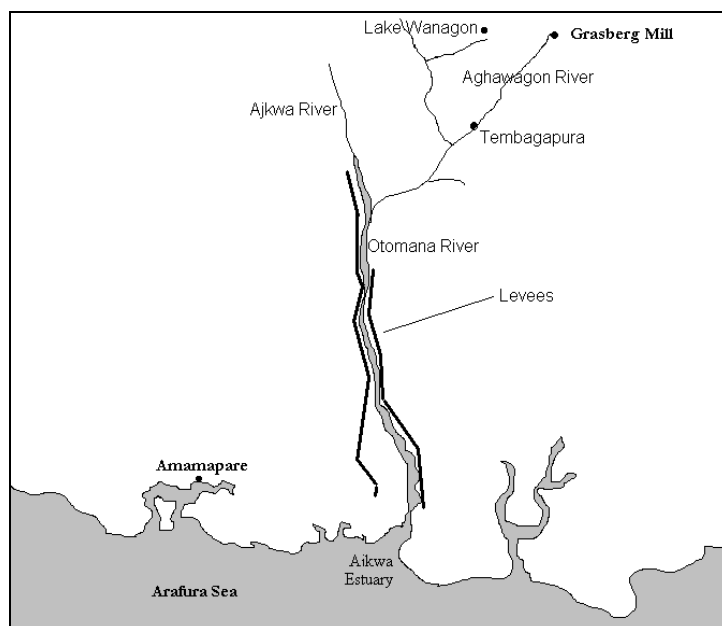 Lake Wanagon
Grasberg Mill
Aghawagon River
Ajkwa River
Tembagapura
Otomana River
Levees
Amamapare
Aikwa
Estuary
Arafura Sea